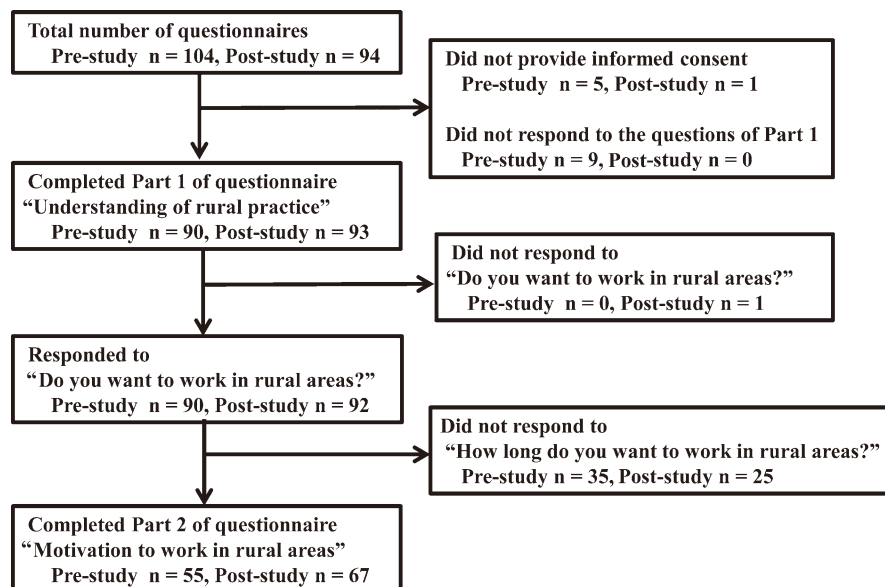 Total number of questionnaires
Pre-study n = 104, Post-study n = 94
Did not provide informed consent
Pre-study n = 5, Post-study n = 1
Did not respond to the questions of Part 1
Pre-study n = 9, Post-study n = 0
Completed Part 1 of questionnaire
“Understanding of rural practice”
Pre-study n = 90, Post-study n = 93
Did not respond to
“Do you want to work in rural areas?”
Pre-study n = 0, Post-study n = 1
Responded to
“Do you want to work in rural areas?”
Pre-study n = 90, Post-study n = 92
Did not respond to
“How long do you want to work in rural areas?”
Pre-study n = 35, Post-study n = 25
Completed Part 2 of questionnaire
“Motivation to work in rural areas”
Pre-study n = 55, Post-study n = 67